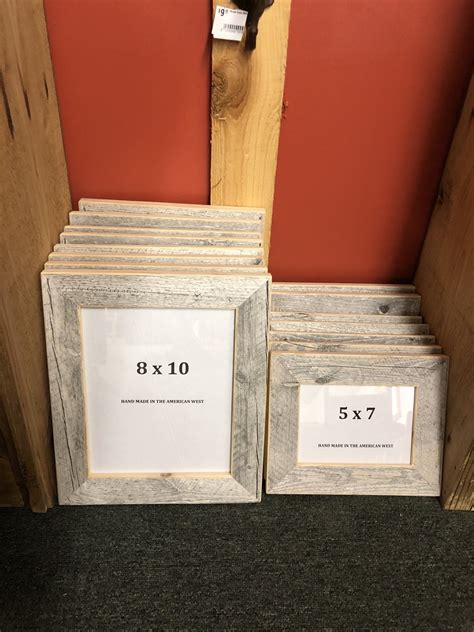 8 x 10
HAND MADE IN THE AMERICAN WEST
5 x 7
HAND MADE IN THE AMERICAN WEST